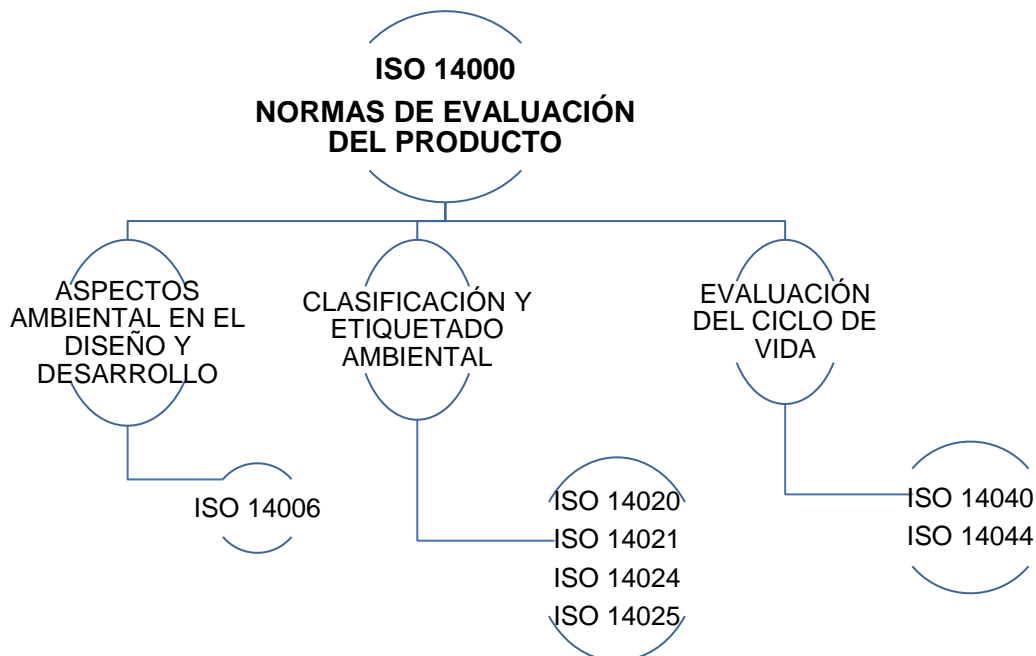 ISO 14000
NORMAS DE EVALUACIÓN
DEL PRODUCTO
ASPECTOS
AMBIENTAL EN EL
DISEÑO Y
DESARROLLO
CLASIFICACIÓN Y
ETIQUETADO
AMBIENTAL
EVALUACIÓN
DEL CICLO DE
VIDA
ISO 14006
ISO 14020
ISO 14021
ISO 14024
ISO 14025
ISO 14040
ISO 14044